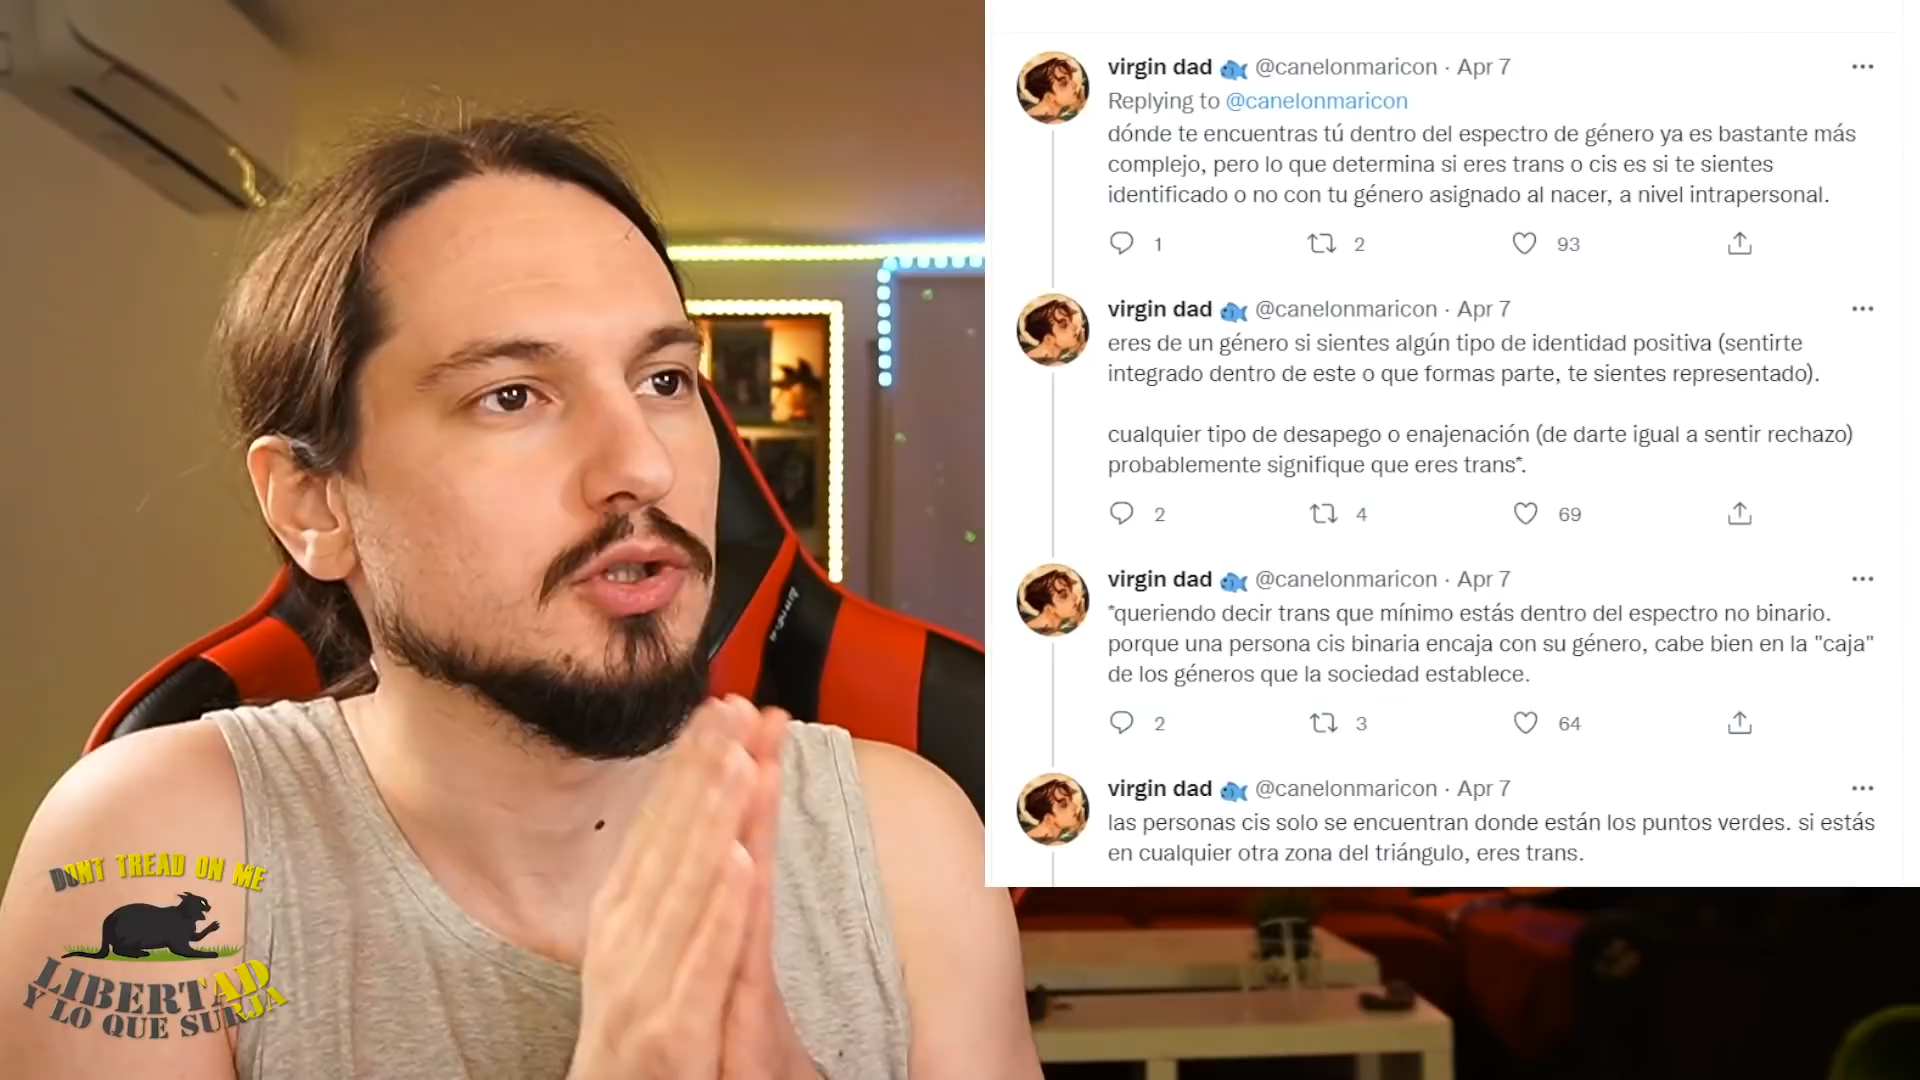 virgin dad @canelonmaricon · Apr 7
Replying to @canelonmaricon
dónde te encuentras tú dentro del espectro de género ya es bastante más
complejo, pero lo que determina si eres trans o cis es si te sientes
identificado o no con tu género asignado al nacer, a nivel intrapersonal.
1 2 93
virgin dad @canelonmaricon · Apr 7
eres de un género si sientes algún tipo de identidad positiva (sentirte
integrado dentro de este o que formas parte, te sientes representado).
cualquier tipo de desapego o enajenación (de darte igual a sentir rechazo)
probablemente signifique que eres trans*.
2 4 69
virgin dad @canelonmaricon · Apr 7
*queriendo decir trans que mínimo estás dentro del espectro no binario.
porque una persona cis binaria encaja con su género, cabe bien en la "caja"
de los géneros que la sociedad establece.
2 3 64
virgin dad @canelonmaricon · Apr 7
las personas cis solo se encuentran donde están los puntos verdes. si estás
en cualquier otra zona del triángulo, eres trans.
DONT TREAD ON ME
LIBERTAD
Y LO QUE SURJA